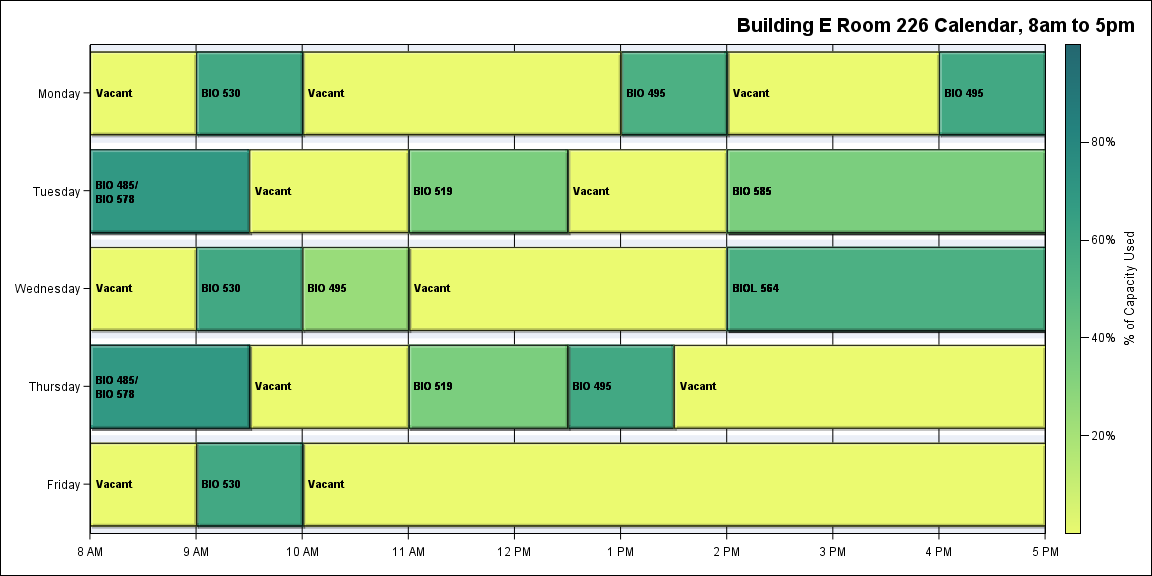 Building E Room 226 Calendar, 8am to 5pm
Monday
Vacant
BIO 530
Vacant
BIO 495
Vacant
BIO 495
Tuesday
BIO 485/
BIO 578
Vacant
BIO 519
Vacant
BIO 585
Wednesday
Vacant
BIO 530
BIO 495
Vacant
BIOL 564
Thursday
BIO 485/
BIO 578
Vacant
BIO 519
BIO 495
Vacant
Friday
Vacant
BIO 530
Vacant
8 AM
9 AM
10 AM
11 AM
12 PM
1 PM
2 PM
3 PM
4 PM
5 PM
80%
60%
40%
20%
% of Capacity Used